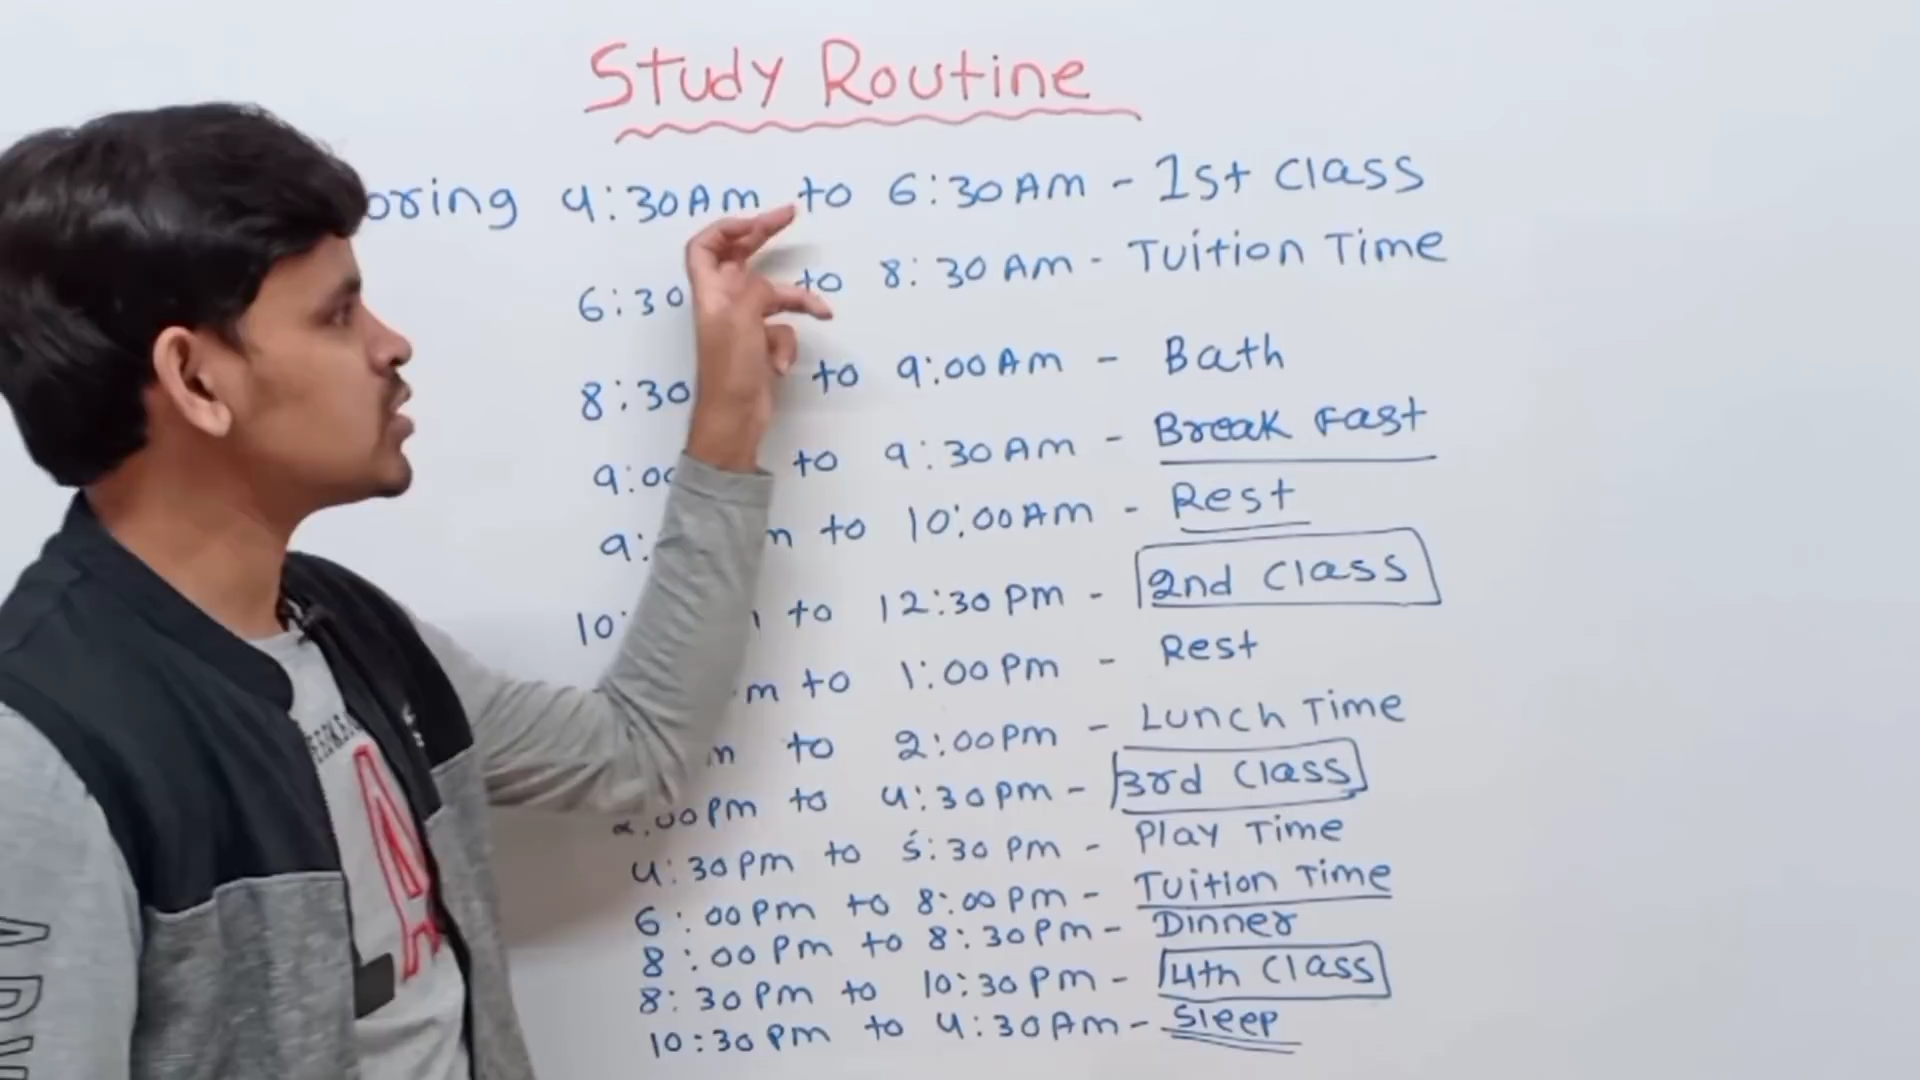 Study Routine
oring 4:30AM to 6:30AM - 1st Class
6:30 to 8:30AM - Tuition Time
8:30 to 9:00AM - Bath
9:00 to 9:30AM - Break Fast
9: m to 10:00AM - Rest
10: to 12:30PM - 2nd Class
m to 1:00PM - Rest
m to 2:00PM - Lunch Time
:00PM to 4:30PM - 3rd Class
4:30PM to 5:30PM - Play Time
6:00PM to 8:00PM - Tuition Time
8:00PM to 8:30PM - Dinner
8:30PM to 10:30PM - 4th Class
10:30PM to 4:30AM - Sleep
A